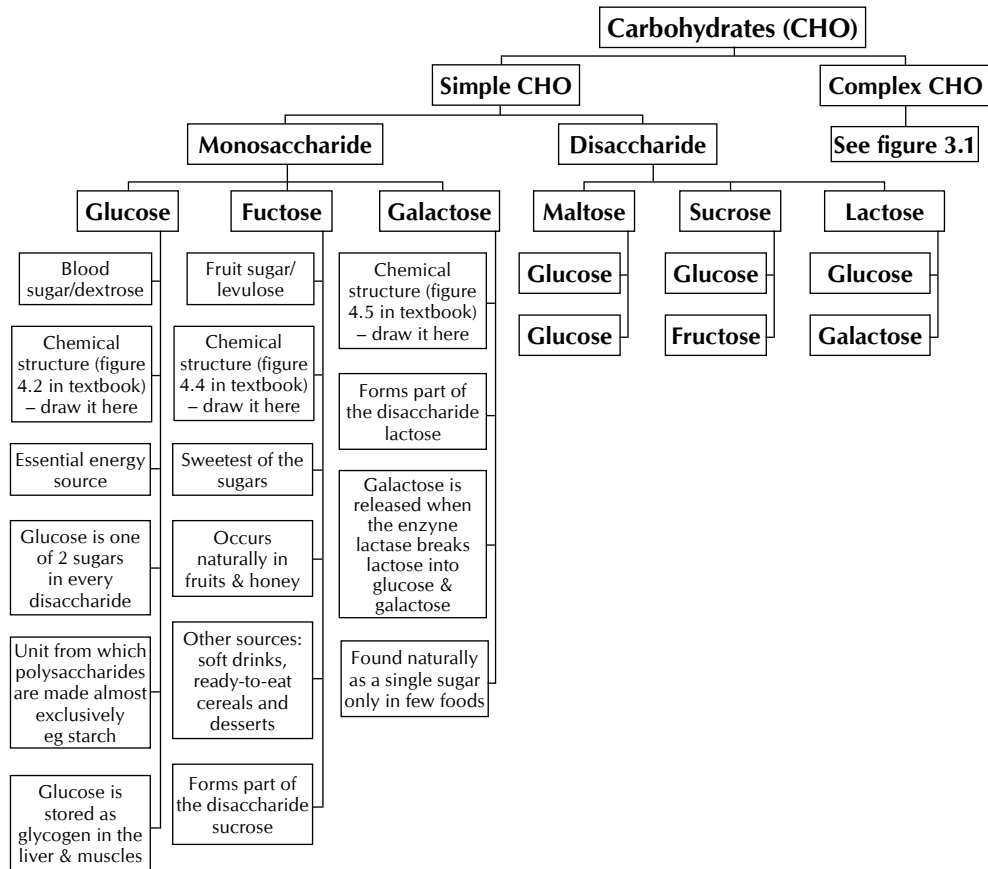 Carbohydrates (CHO)
Simple CHO
Complex CHO
See figure 3.1
Monosaccharide
Disaccharide
Glucose
Fuctose
Galactose
Maltose
Sucrose
Lactose
Blood
sugar/dextrose
Chemical
structure (figure
4.2 in textbook)
– draw it here
Essential energy
source
Glucose is one
of 2 sugars
in every
disaccharide
Unit from which
polysaccharides
are made almost
exclusively
eg starch
Glucose is
stored as
glycogen in the
liver & muscles
Fruit sugar/
levulose
Chemical
structure (figure
4.4 in textbook)
– draw it here
Sweetest of the
sugars
Occurs
naturally in
fruits & honey
Other sources:
soft drinks,
ready-to-eat
cereals and
desserts
Forms part of
the disaccharide
sucrose
Chemical
structure (figure
4.5 in textbook)
– draw it here
Forms part of
the disaccharide
lactose
Galactose is
released when
the enzyme
lactase breaks
lactose into
glucose &
galactose
Found naturally
as a single sugar
only in few foods
Glucose
Glucose
Glucose
Fructose
Glucose
Galactose